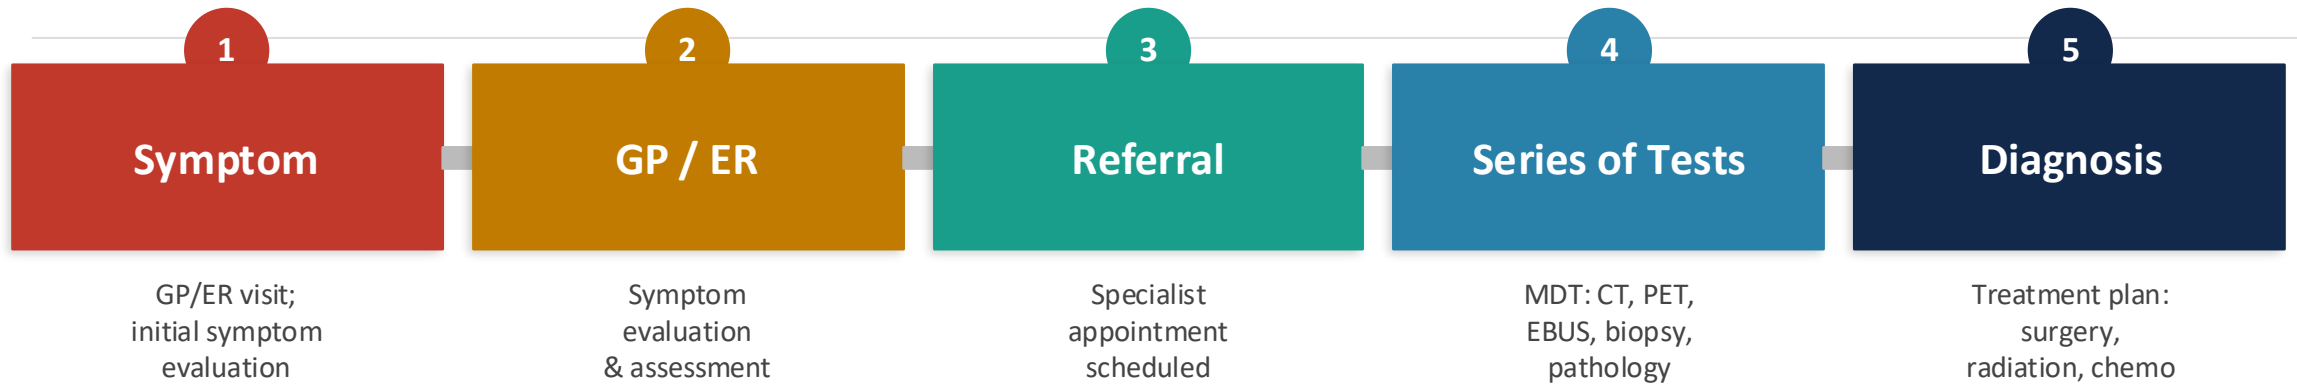 1
Symptom
GP/ER visit;
initial symptom
evaluation
2
GP / ER
Symptom
evaluation
& assessment
3
Referral
Specialist
appointment
scheduled
4
Series of Tests
MDT: CT, PET,
EBUS, biopsy,
pathology
5
Diagnosis
Treatment plan:
surgery,
radiation, chemo